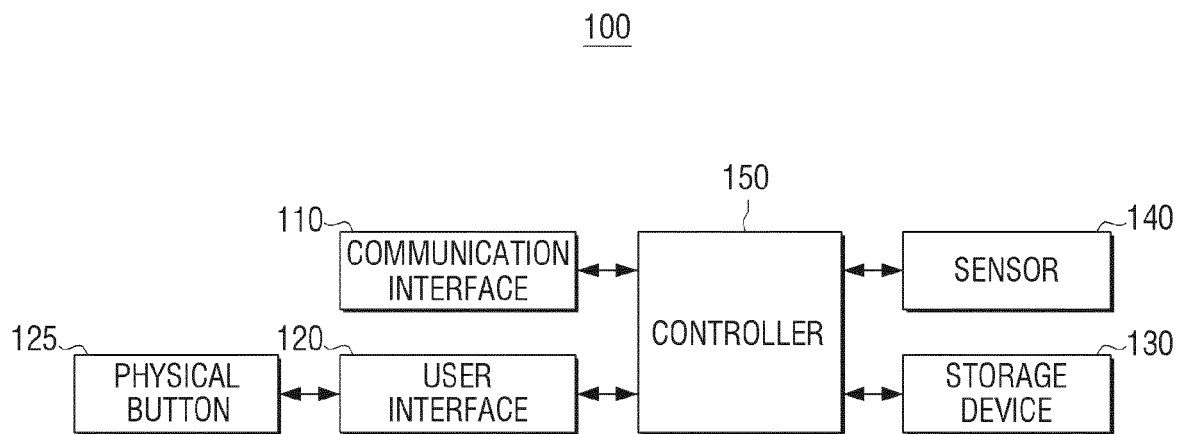 100
150
110
140
COMMUNICATION
INTERFACE
SENSOR
CONTROLLER
125
120
130
PHYSICAL
BUTTON
USER
INTERFACE
STORAGE
DEVICE